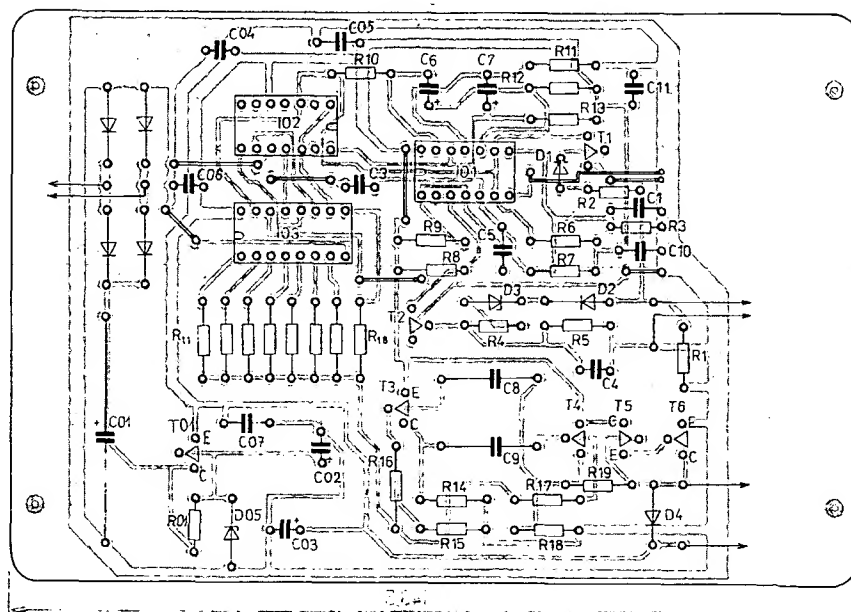 C04
C05
R10
C6
C7
R12
R11
C11
R13
IO2
T1
D1
C06
C3
R2
C1
R3
IO3
R9
C5
R6
C10
R8
R7
D3
D2
T2
R11
R18
R4
R5
R1
C4
T3
E
C8
C01
T01
E
C07
C
T4
T5
T6
C
E
C9
C
C02
R16
E
C
R19
R14
R17
R01
D05
C03
R15
R18
D4